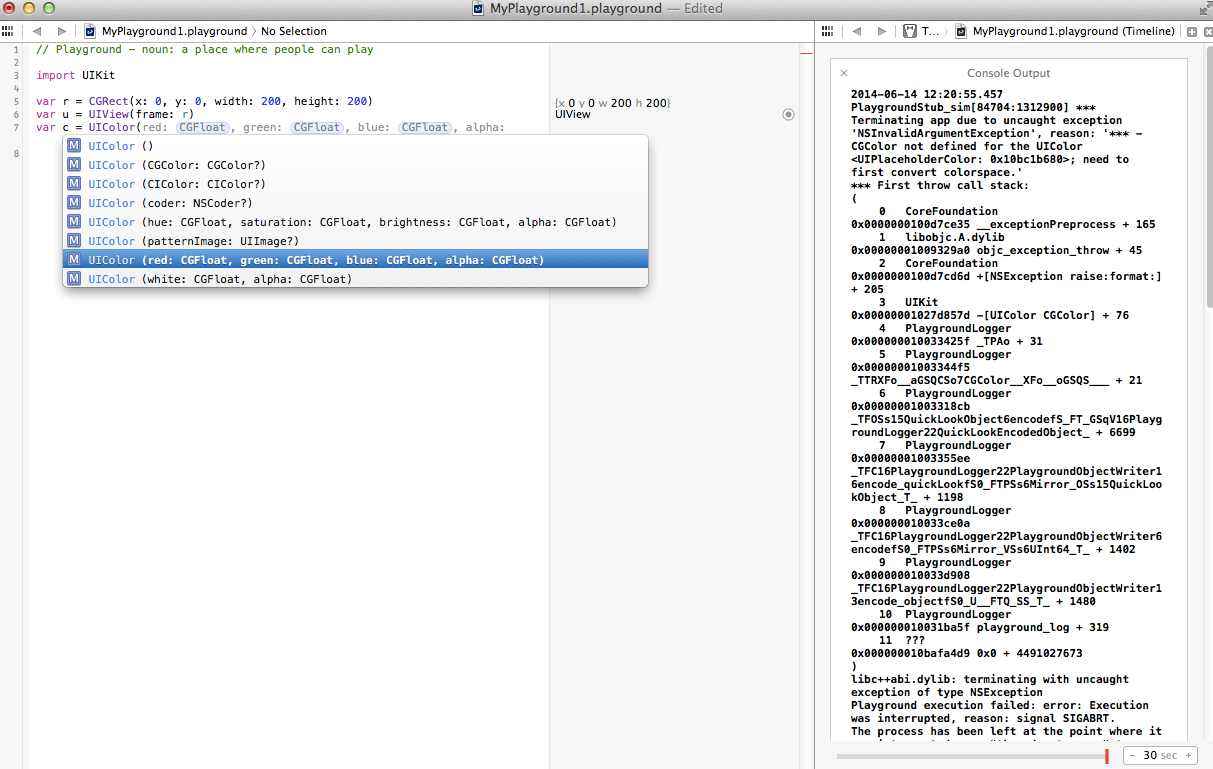 MyPlayground1.playground — Edited
MyPlayground1.playground › No Selection
1 // Playground - noun: a place where people can play
2
3 import UIKit
4
5 var r = CGRect(x: 0, y: 0, width: 200, height: 200)
6 var u = UIView(frame: r)
7 var c = UIColor(red: CGFloat, green: CGFloat, blue: CGFloat, alpha:
8
M UIColor ()
M UIColor (CGColor: CGColor?)
M UIColor (CIColor: CIColor?)
M UIColor (coder: NSCoder?)
M UIColor (hue: CGFloat, saturation: CGFloat, brightness: CGFloat, alpha: CGFloat)
M UIColor (patternImage: UIImage?)
M UIColor (red: CGFloat, green: CGFloat, blue: CGFloat, alpha: CGFloat)
M UIColor (white: CGFloat, alpha: CGFloat)
{x 0 y 0 w 200 h 200}
UIView
T... › MyPlayground1.playground (Timeline)
Console Output
2014-06-14 12:20:55.457
PlaygroundStub_sim[84704:1312900] ***
Terminating app due to uncaught exception
'NSInvalidArgumentException', reason: '*** -
CGColor not defined for the UIColor
<UIPlaceholderColor: 0x10bc1b680>; need to
first convert colorspace.'
*** First throw call stack:
(
0 CoreFoundation
0x0000000100d7ce35 __exceptionPreprocess + 165
1 libobjc.A.dylib
0x00000001009329a0 objc_exception_throw + 45
2 CoreFoundation
0x0000000100d7cd6d +[NSException raise:format:]
+ 205
3 UIKit
0x00000001027d857d -[UIColor CGColor] + 76
4 PlaygroundLogger
0x000000010033425f _TPAo + 31
5 PlaygroundLogger
0x00000001003344f5
_TTRXFo__aGSQCSo7CGColor__XFo__oGSQS___ + 21
6 PlaygroundLogger
0x00000001003318cb
_TFOSs15QuickLookObject6encodefS_FT_GSqV16Playg
roundLogger22QuickLookEncodedObject_ + 6699
7 PlaygroundLogger
0x00000001003355ee
_TFC16PlaygroundLogger22PlaygroundObjectWriter1
6encode_quickLookfS0_FTPSs6Mirror_OSs15QuickLoo
kObject_T_ + 1198
8 PlaygroundLogger
0x000000010033ce0a
_TFC16PlaygroundLogger22PlaygroundObjectWriter6
encodefS0_FTPSs6Mirror_VSs6UInt64_T_ + 1402
9 PlaygroundLogger
0x000000010033d908
_TFC16PlaygroundLogger22PlaygroundObjectWriter1
3encode_objectfS0_U__FTQ_SS_T_ + 1480
10 PlaygroundLogger
0x000000010031ba5f playground_log + 319
11 ???
0x000000010bafa4d9 0x0 + 4491027673
)
libc++abi.dylib: terminating with uncaught
exception of type NSException
Playground execution failed: error: Execution
was interrupted, reason: signal SIGABRT.
The process has been left at the point where it
− 30 sec +